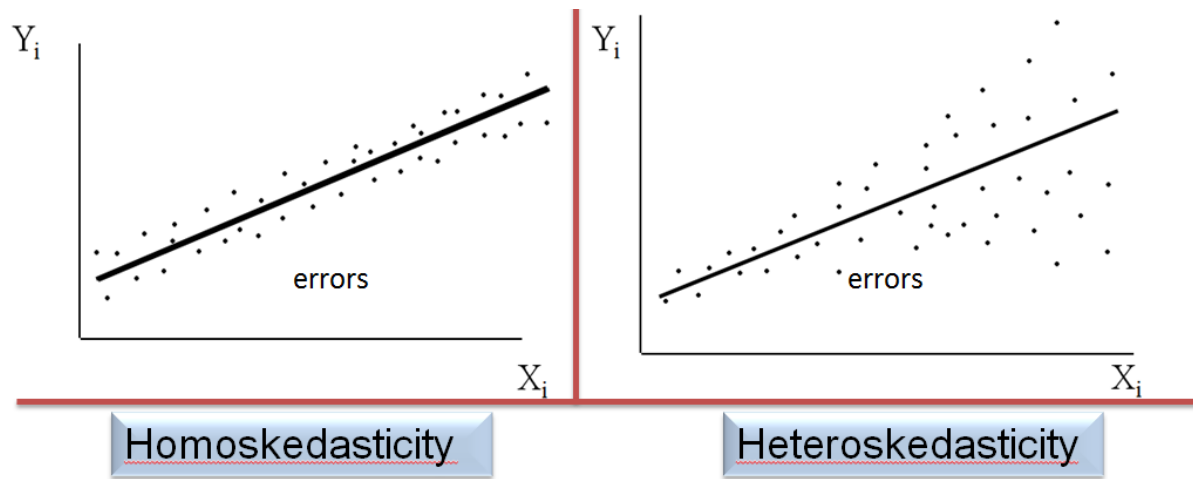 Yᵢ
errors
Xᵢ
Homoskedasticity
Yᵢ
errors
Xᵢ
Heteroskedasticity